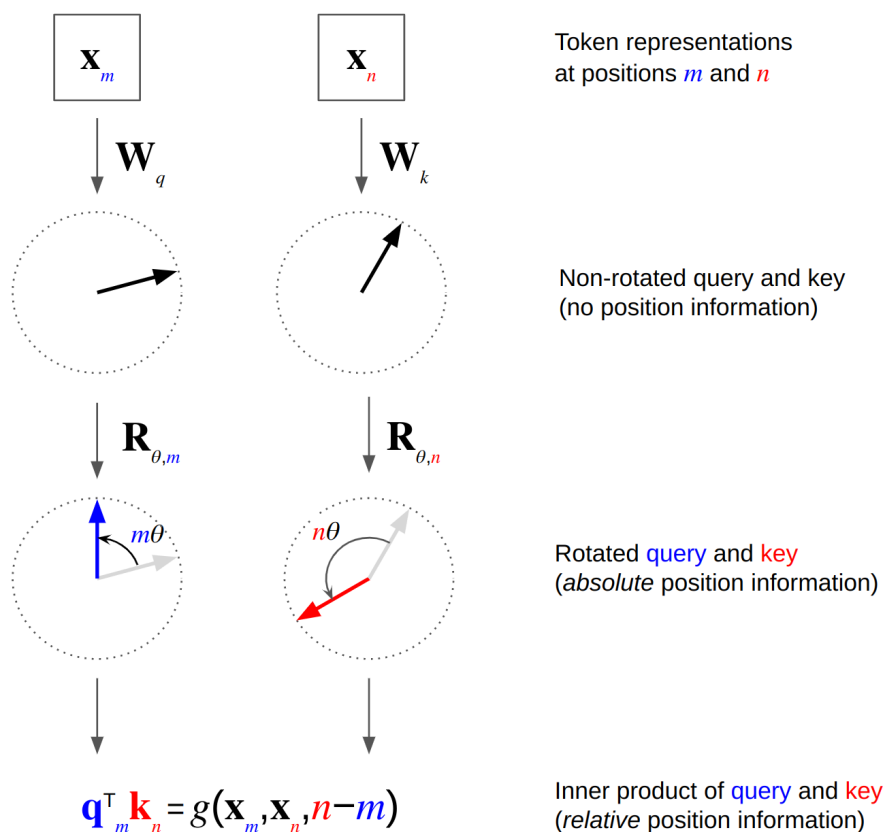 x_m
x_n
Token representations
at positions m and n
W_q
W_k
Non-rotated query and key
(no position information)
R_θ,m
R_θ,n
mθ
nθ
Rotated query and key
(absolute position information)
q_m^T k_n = g(x_m,x_n,n−m)
Inner product of query and key
(relative position information)